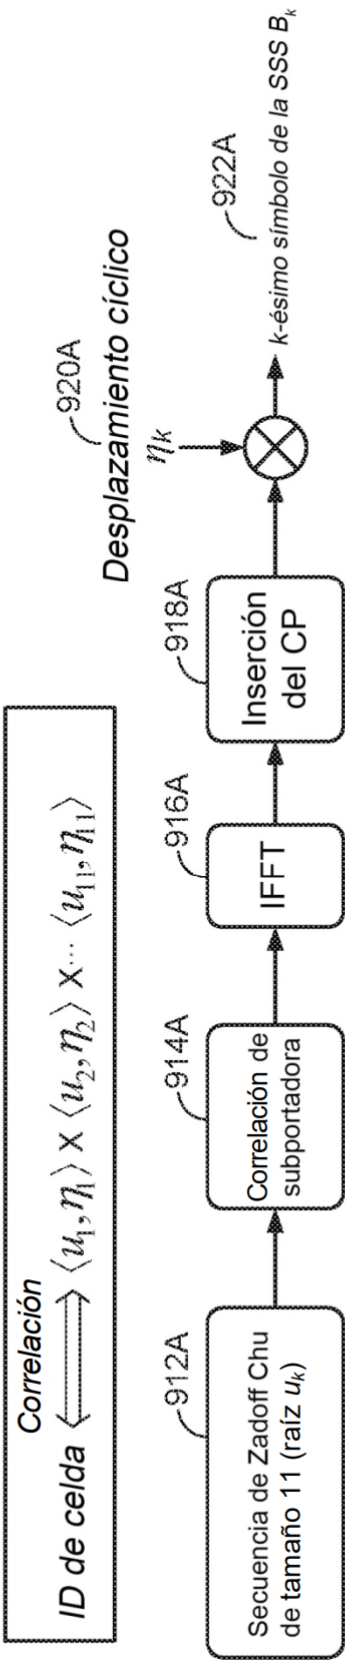 Correlación
ID de celda ⟺ ⟨u₁,η₁⟩ x ⟨u₂,η₂⟩ x⋯ ⟨u₁₁,η₁₁⟩
912A
Secuencia de Zadoff Chu
de tamaño 11 (raíz uₖ)
914A
Correlación de
subportadora
916A
IFFT
918A
Inserción
del CP
920A
Desplazamiento cíclico
ηₖ
922A
k-ésimo símbolo de la SSS Bₖ